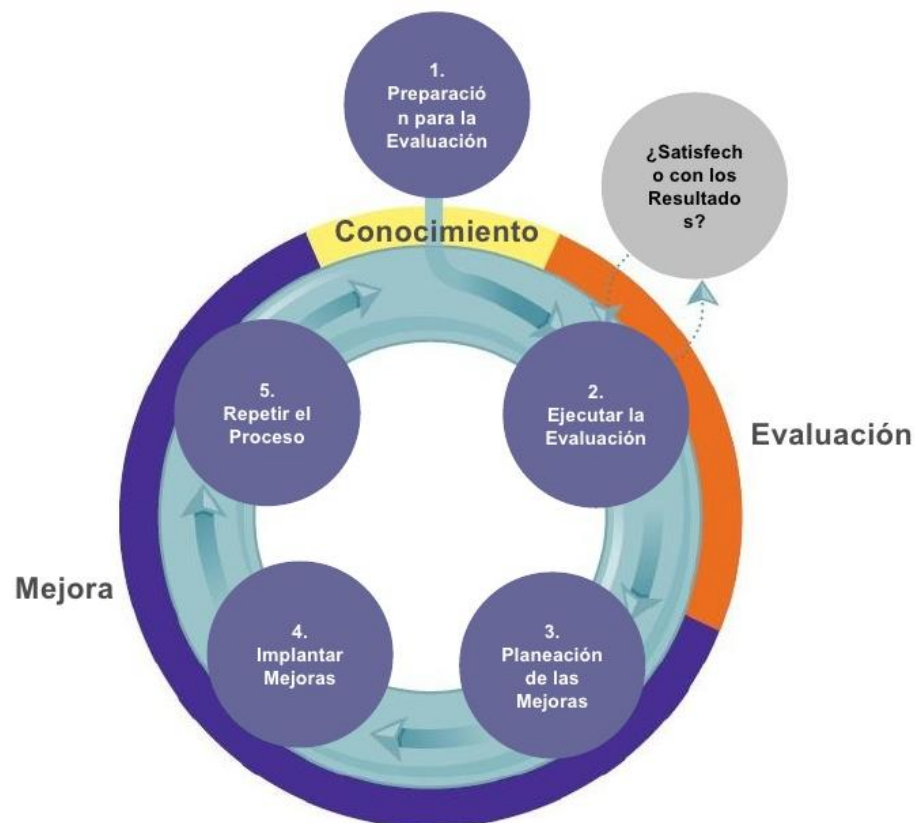 1.
Preparació
n para la
Evaluación
¿Satisfech
o con los
Resultado
s?
Conocimiento
5.
Repetir el
Proceso
2.
Ejecutar la
Evaluación
Evaluación
Mejora
4.
Implantar
Mejoras
3.
Planeación
de las
Mejoras